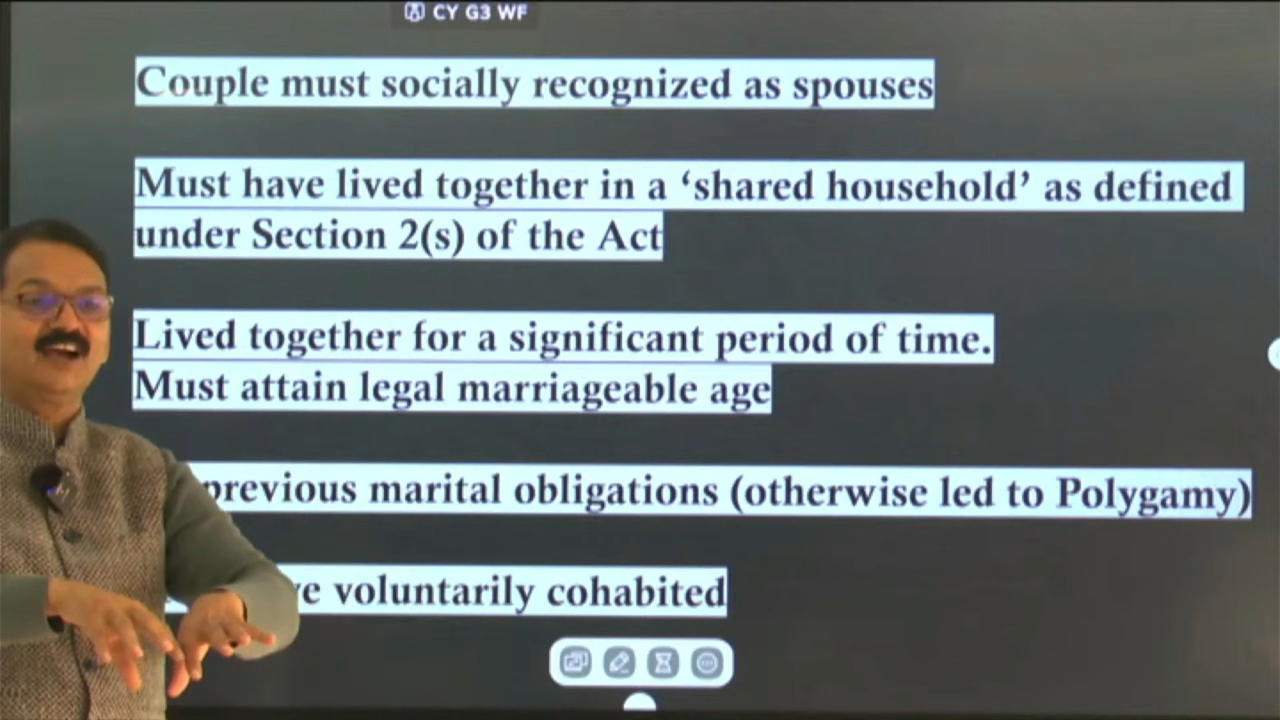 CY G3 WF
Couple must socially recognized as spouses
Must have lived together in a ‘shared household’ as defined
under Section 2(s) of the Act
Lived together for a significant period of time.
Must attain legal marriageable age
previous marital obligations (otherwise led to Polygamy)
voluntarily cohabited